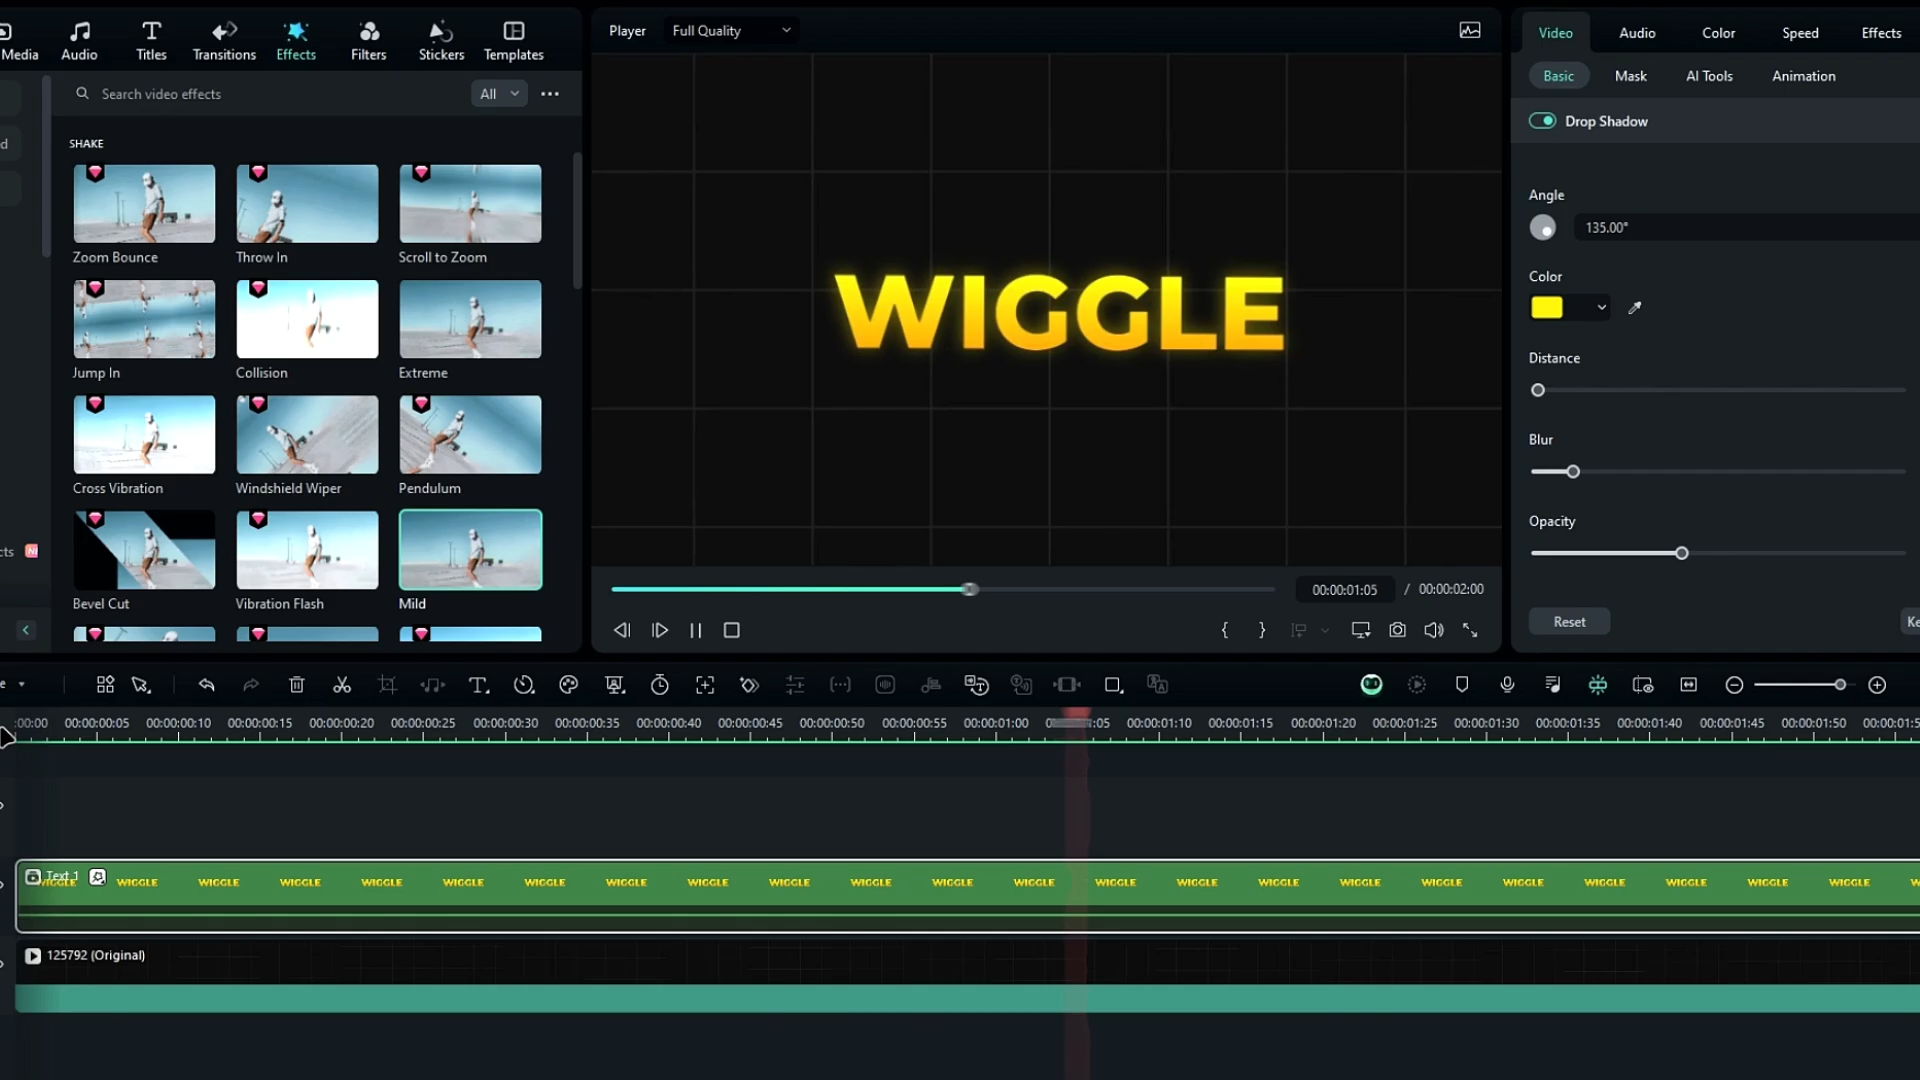 Media
Audio
Titles
Transitions
Effects
Filters
Stickers
Templates
Search video effects
All
SHAKE
Zoom Bounce
Throw In
Scroll to Zoom
Jump In
Collision
Extreme
Cross Vibration
Windshield Wiper
Pendulum
Bevel Cut
Vibration Flash
Mild
d
cts
Player
Full Quality
WIGGLE
00:00:01:05 / 00:00:02:00
{ }
Video
Audio
Color
Speed
Effects
Basic
Mask
AI Tools
Animation
Drop Shadow
Angle
135.00°
Color
Distance
Blur
Opacity
Reset
Ke
e
:00:00 00:00:00:05 00:00:00:10 00:00:00:15 00:00:00:20 00:00:00:25 00:00:00:30 00:00:00:35 00:00:00:40 00:00:00:45 00:00:00:50 00:00:00:55 00:00:01:00 :05 00:00:01:10 00:00:01:15 00:00:01:20 00:00:01:25 00:00:01:30 00:00:01:35 00:00:01:40 00:00:01:45 00:00:01:50 00:00:01:5
Text 1
WIGGLE WIGGLE WIGGLE WIGGLE WIGGLE WIGGLE WIGGLE WIGGLE WIGGLE WIGGLE WIGGLE WIGGLE WIGGLE WIGGLE WIGGLE WIGGLE WIGGLE WIGGLE WIGGLE WIGGLE WIGGLE WIGGLE WIGGLE W
125792 (Original)